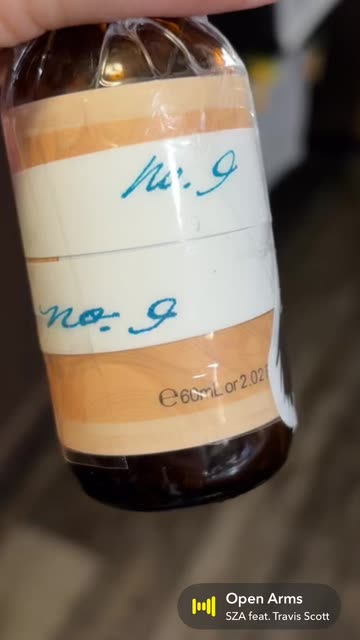 no. 9
no. 9
℮60mL or 2.02
Open Arms
SZA feat. Travis Scott